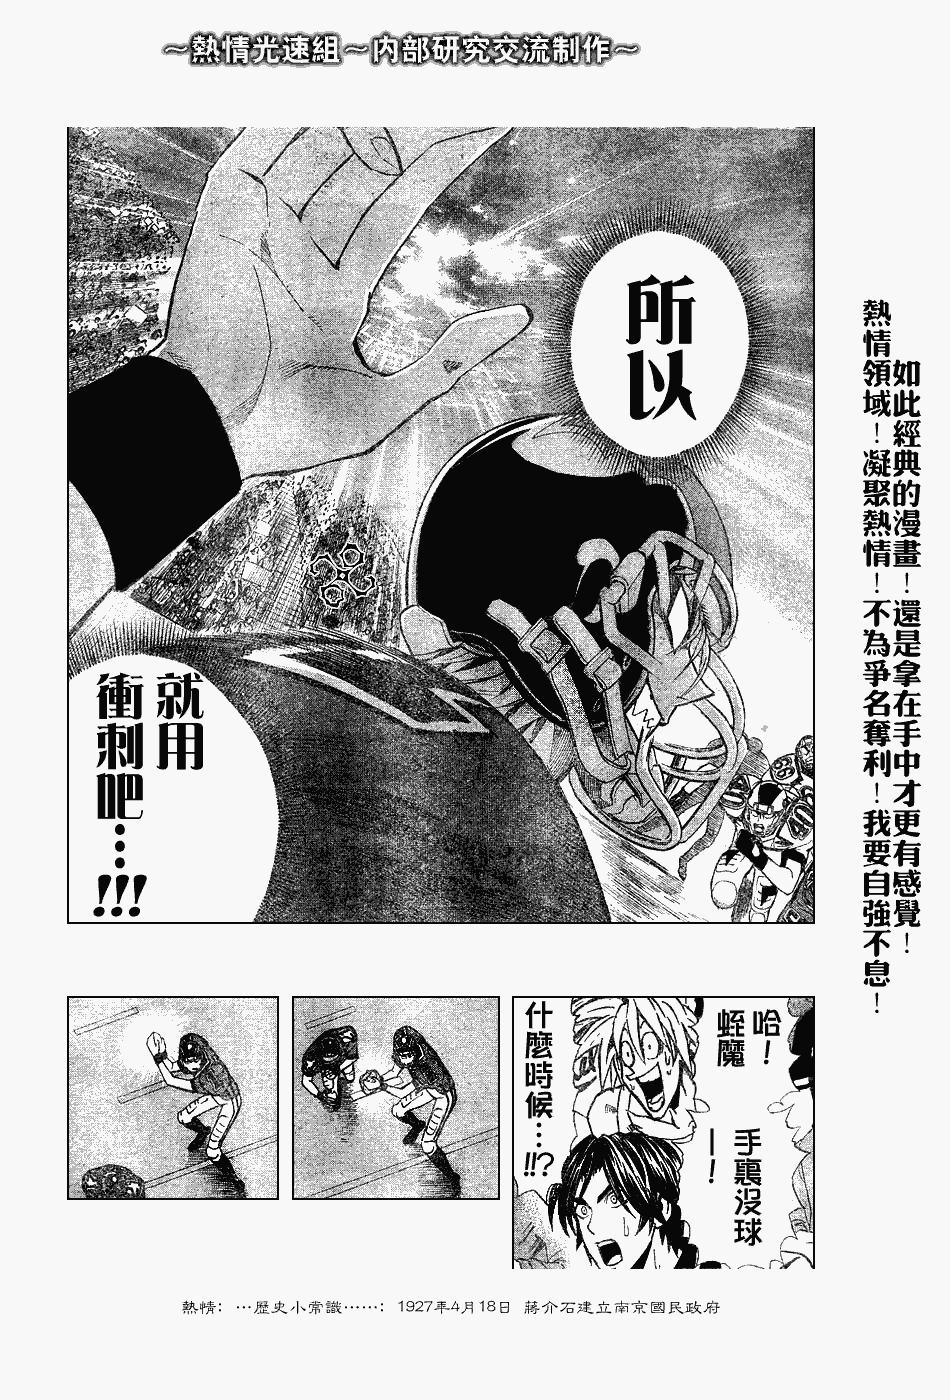 ～熱情光速組～内部研究交流制作～
所以
就用
衝刺吧…!!!
如此經典的漫畫！還是拿在手中才更有感覺！
熱情領域！凝聚熱情！不為爭名奪利！我要自強不息！
哈！
蛭魔
手裏沒球
ー！
什麼時候…!!?
熱情：…歷史小常識……：1927年4月18日 蔣介石建立南京國民政府